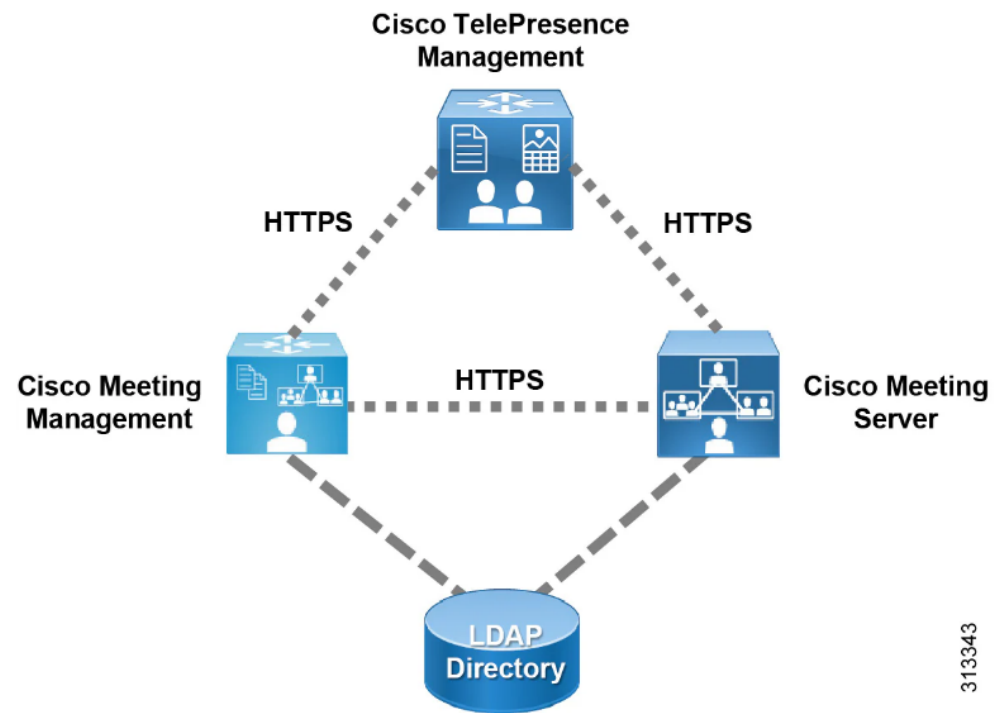 Cisco TelePresence
Management
HTTPS
HTTPS
Cisco Meeting
Management
HTTPS
Cisco Meeting
Server
LDAP
Directory
313343